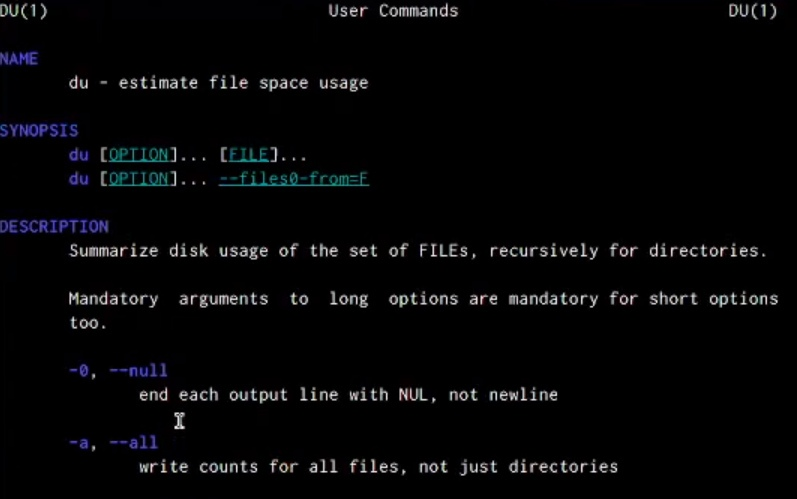 DU(1) User Commands DU(1)
NAME
du - estimate file space usage
SYNOPSIS
du [OPTION]... [FILE]...
du [OPTION]... --files0-from=F
DESCRIPTION
Summarize disk usage of the set of FILEs, recursively for directories.
Mandatory arguments to long options are mandatory for short options
too.
-0, --null
end each output line with NUL, not newline
-a, --all
write counts for all files, not just directories